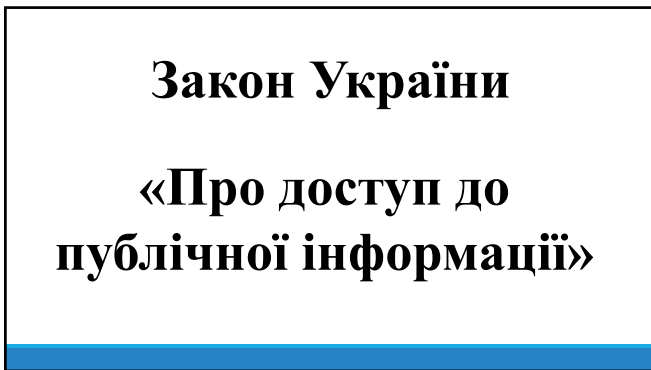 Закон України
«Про доступ до
публічної інформації»